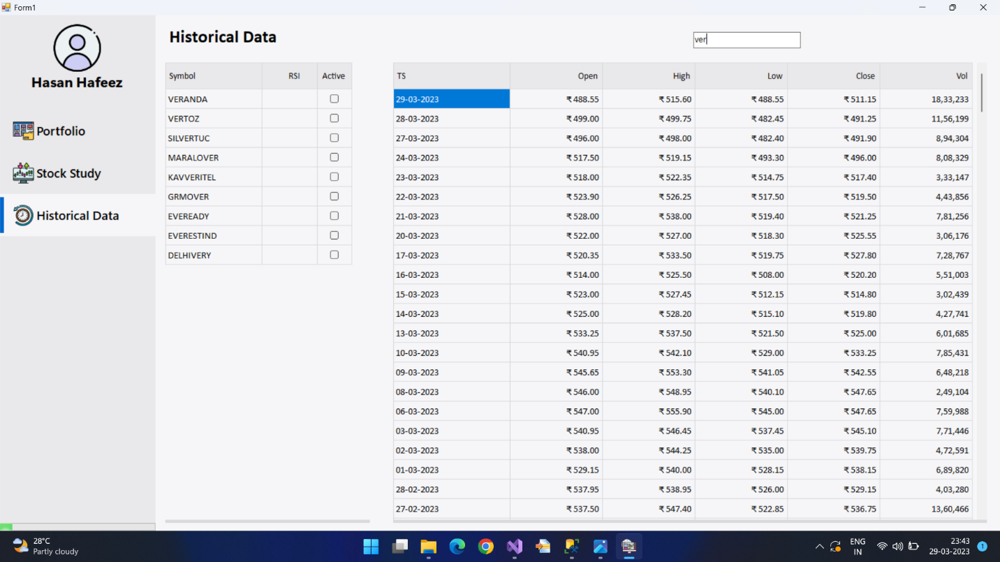 Form1
Hasan Hafeez
Portfolio
Stock Study
Historical Data
Historical Data
ver
Symbol RSI Active
VERANDA
VERTOZ
SILVERTUC
MARALOVER
KAVVERITEL
GRMOVER
EVEREADY
EVERESTIND
DELHIVERY
TS Open High Low Close Vol
29-03-2023 ₹ 488.55 ₹ 515.60 ₹ 488.55 ₹ 511.15 18,33,233
28-03-2023 ₹ 499.00 ₹ 499.75 ₹ 482.45 ₹ 491.25 11,56,199
27-03-2023 ₹ 496.00 ₹ 498.00 ₹ 482.40 ₹ 491.90 8,94,304
24-03-2023 ₹ 517.50 ₹ 519.15 ₹ 493.30 ₹ 496.00 8,08,329
23-03-2023 ₹ 518.00 ₹ 522.35 ₹ 514.75 ₹ 517.40 3,33,147
22-03-2023 ₹ 523.90 ₹ 526.25 ₹ 517.50 ₹ 519.50 4,43,856
21-03-2023 ₹ 528.00 ₹ 538.00 ₹ 519.40 ₹ 521.25 7,81,256
20-03-2023 ₹ 522.00 ₹ 527.00 ₹ 518.30 ₹ 525.55 3,06,176
17-03-2023 ₹ 520.35 ₹ 533.50 ₹ 519.75 ₹ 527.80 7,28,767
16-03-2023 ₹ 514.00 ₹ 525.50 ₹ 508.00 ₹ 520.20 5,51,003
15-03-2023 ₹ 523.00 ₹ 527.45 ₹ 512.15 ₹ 514.80 3,02,439
14-03-2023 ₹ 525.00 ₹ 528.20 ₹ 515.10 ₹ 519.80 4,27,741
13-03-2023 ₹ 533.25 ₹ 537.50 ₹ 521.50 ₹ 525.00 6,01,685
10-03-2023 ₹ 540.95 ₹ 542.10 ₹ 529.00 ₹ 533.25 7,85,431
09-03-2023 ₹ 545.65 ₹ 553.30 ₹ 541.05 ₹ 542.55 6,48,218
08-03-2023 ₹ 546.00 ₹ 548.95 ₹ 540.10 ₹ 547.65 2,49,104
06-03-2023 ₹ 547.00 ₹ 555.90 ₹ 545.00 ₹ 547.65 7,59,988
03-03-2023 ₹ 540.95 ₹ 546.45 ₹ 537.45 ₹ 545.10 7,71,446
02-03-2023 ₹ 538.00 ₹ 544.25 ₹ 535.00 ₹ 539.75 4,72,591
01-03-2023 ₹ 529.15 ₹ 540.00 ₹ 528.15 ₹ 538.15 6,89,820
28-02-2023 ₹ 537.95 ₹ 538.95 ₹ 526.00 ₹ 529.15 4,03,280
27-02-2023 ₹ 537.50 ₹ 547.40 ₹ 522.85 ₹ 536.75 13,60,466
28°C
Partly cloudy
ENG
IN
23:43
29-03-2023
1